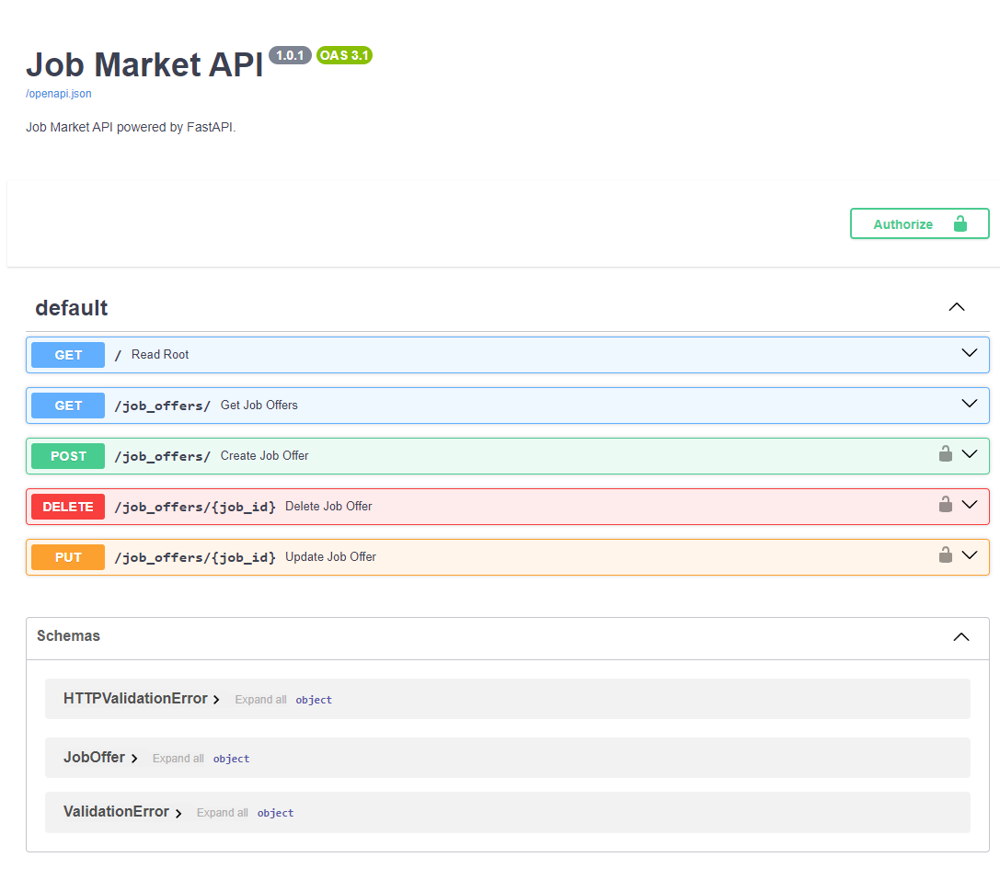 Job Market API 1.0.1 OAS 3.1
/openapi.json
Job Market API powered by FastAPI.
Authorize
default
GET / Read Root
GET /job_offers/ Get Job Offers
POST /job_offers/ Create Job Offer
DELETE /job_offers/{job_id} Delete Job Offer
PUT /job_offers/{job_id} Update Job Offer
Schemas
HTTPValidationError Expand all object
JobOffer Expand all object
ValidationError Expand all object